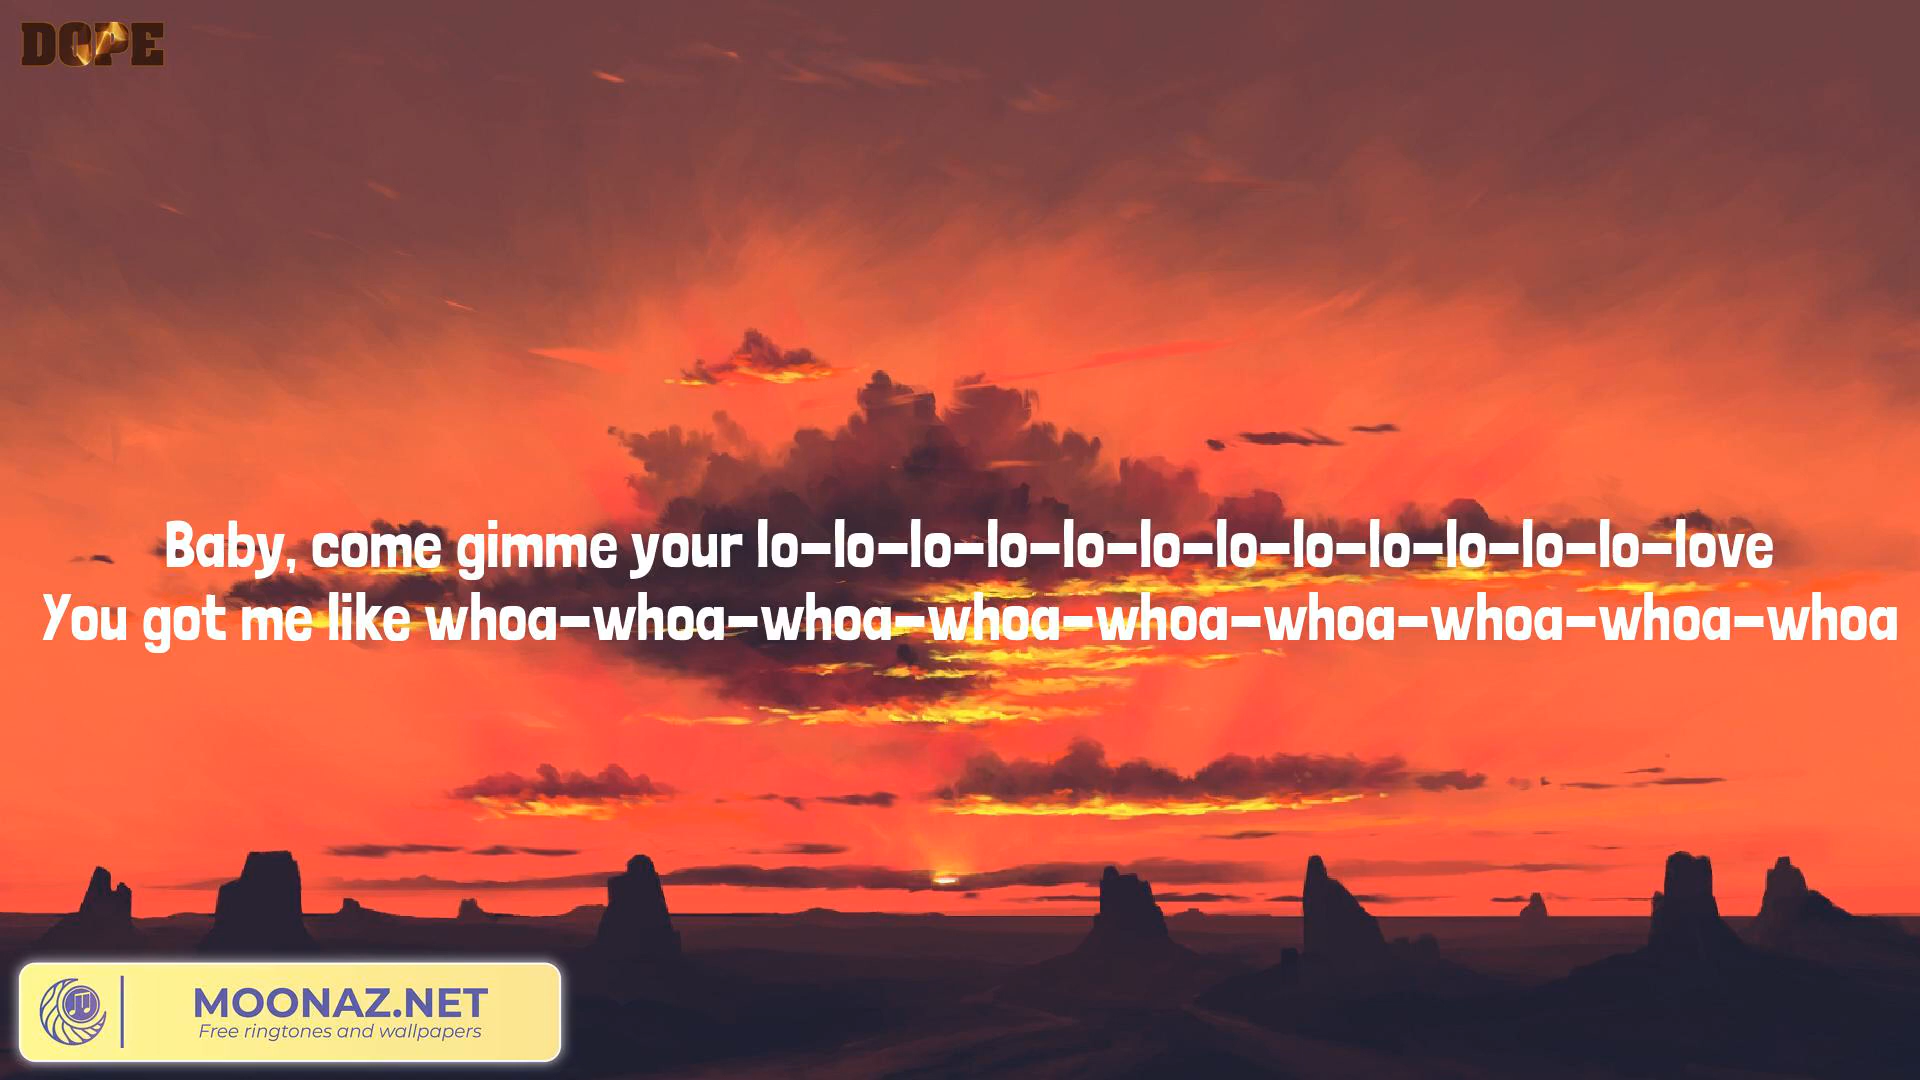 DOPE
Baby, come gimme your lo-lo-lo-lo-lo-lo-lo-lo-lo-lo-lo-lo-love
You got me like whoa-whoa-whoa-whoa-whoa-whoa-whoa-whoa-whoa
MOONAZ.NET
Free ringtones and wallpapers